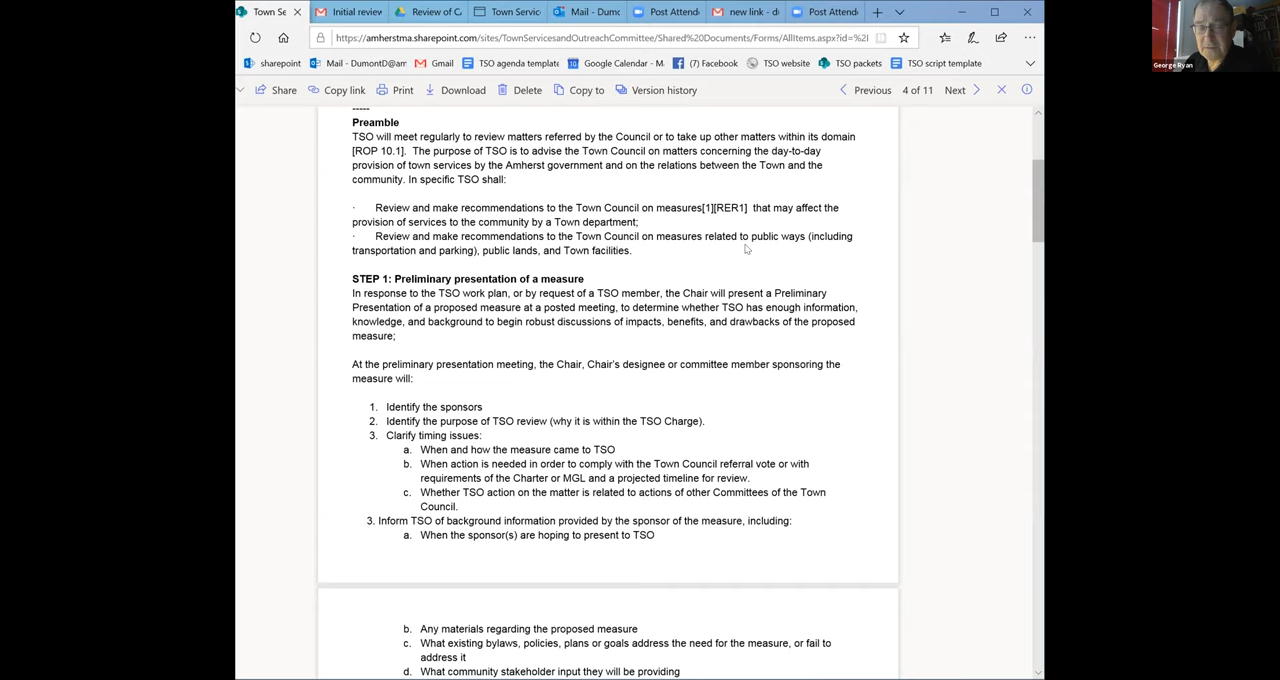 Town Se
Initial review
Review of C
Town Servic
Mail - Dumo
Post Attend
new link - d
Post Attend
https://amherstma.sharepoint.com/sites/TownServicesandOutreachCommittee/Shared%20Documents/Forms/AllItems.aspx?id=%2
sharepoint
Mail - DumontD@am
Gmail
TSO agenda template
Google Calendar - M
(7) Facebook
TSO website
TSO packets
TSO script template
Share
Copy link
Print
Download
Delete
Copy to
Version history
Previous
4 of 11
Next
George Ryan
-----
Preamble
TSO will meet regularly to review matters referred by the Council or to take up other matters within its domain
[ROP 10.1]. The purpose of TSO is to advise the Town Council on matters concerning the day-to-day
provision of town services by the Amherst government and on the relations between the Town and the
community. In specific TSO shall:
· Review and make recommendations to the Town Council on measures[1][RER1] that may affect the
provision of services to the community by a Town department;
· Review and make recommendations to the Town Council on measures related to public ways (including
transportation and parking), public lands, and Town facilities.
STEP 1: Preliminary presentation of a measure
In response to the TSO work plan, or by request of a TSO member, the Chair will present a Preliminary
Presentation of a proposed measure at a posted meeting, to determine whether TSO has enough information,
knowledge, and background to begin robust discussions of impacts, benefits, and drawbacks of the proposed
measure;
At the preliminary presentation meeting, the Chair, Chair's designee or committee member sponsoring the
measure will:
1. Identify the sponsors
2. Identify the purpose of TSO review (why it is within the TSO Charge).
3. Clarify timing issues:
a. When and how the measure came to TSO
b. When action is needed in order to comply with the Town Council referral vote or with
requirements of the Charter or MGL and a projected timeline for review.
c. Whether TSO action on the matter is related to actions of other Committees of the Town
Council.
3. Inform TSO of background information provided by the sponsor of the measure, including:
a. When the sponsor(s) are hoping to present to TSO
b. Any materials regarding the proposed measure
c. What existing bylaws, policies, plans or goals address the need for the measure, or fail to
address it
d. What community stakeholder input they will be providing